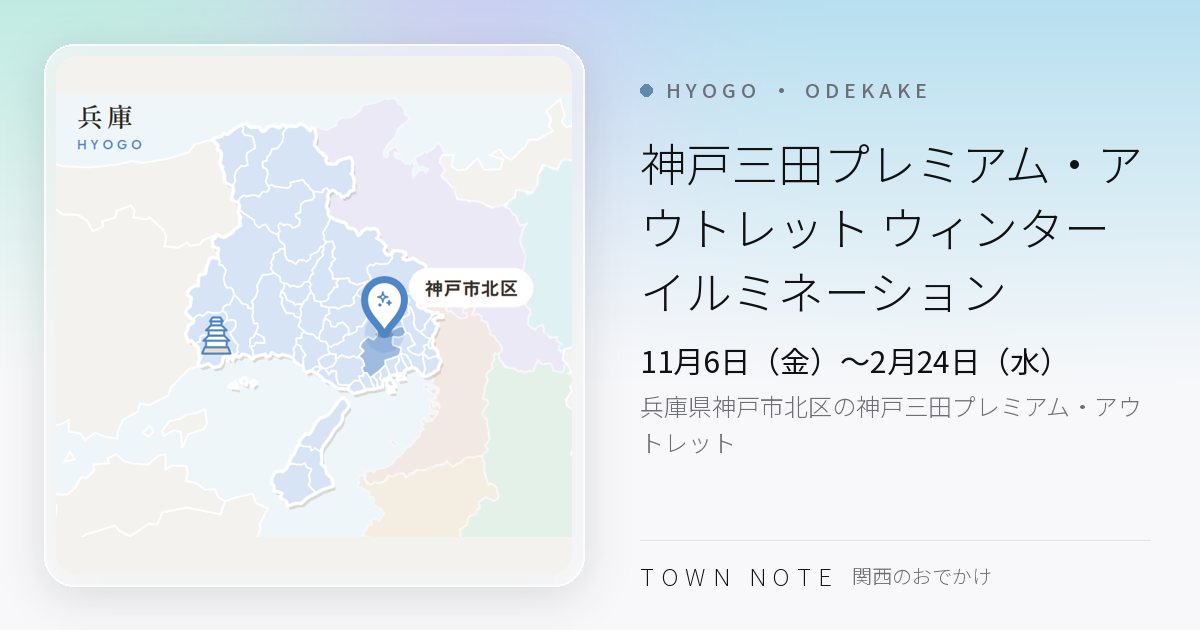 兵庫
HYOGO
神戸市北区
HYOGO • ODEKAKE
神戸三田プレミアム・ア
ウトレット ウィンター
イルミネーション
11月6日（金）〜2月24日（水）
兵庫県神戸市北区の神戸三田プレミアム・アウ
トレット
TOWN NOTE 関西のおでかけ